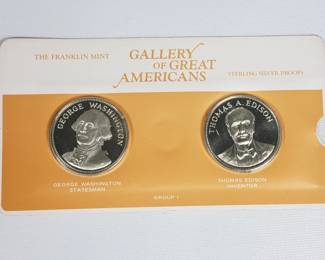 THE FRANKLIN MINT
GALLERY
OF GREAT
AMERICANS
STERLING SILVER PROOFS
GEORGE WASHINGTON
THOMAS A. EDISON
GEORGE WASHINGTON
STATESMAN
THOMAS EDISON
INVENTOR
GROUP I